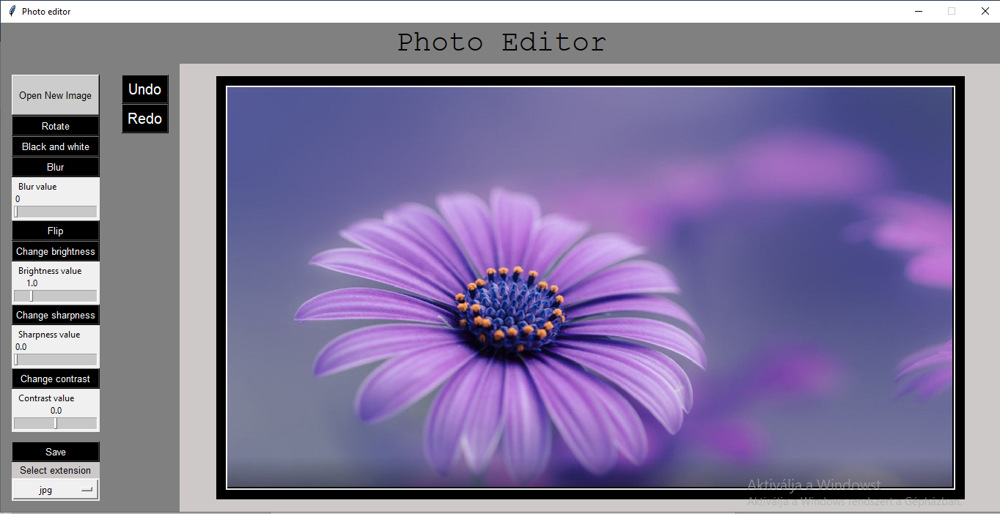 Photo editor
Photo Editor
Open New Image
Rotate
Black and white
Blur
Blur value
0
Flip
Change brightness
Brightness value
1.0
Change sharpness
Sharpness value
0.0
Change contrast
Contrast value
0.0
Save
Select extension
jpg
Undo
Redo
Aktiválja a Windowst
Aktiválja a Windows rendszert a Gépházban.